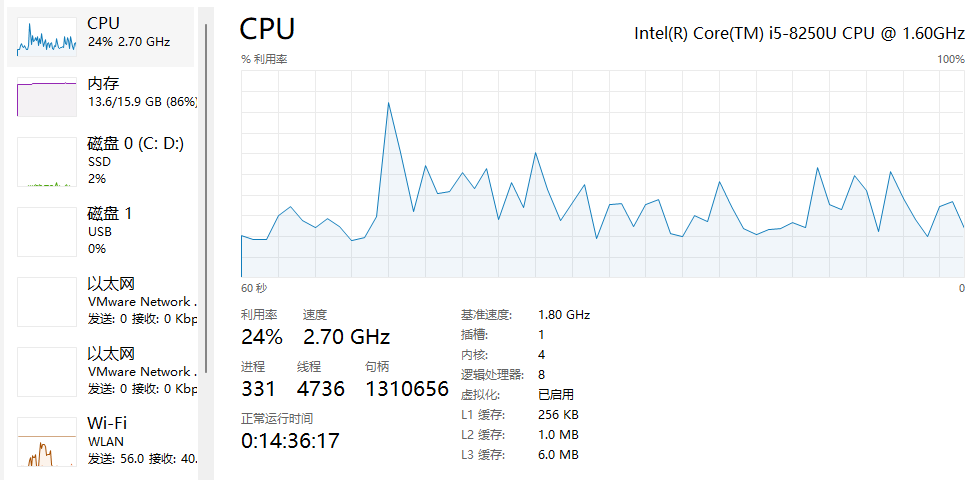 CPU
24% 2.70 GHz
内存
13.6/15.9 GB (86%)
磁盘 0 (C: D:)
SSD
2%
磁盘 1
USB
0%
以太网
VMware Network .
发送: 0 接收: 0 Kbp
以太网
VMware Network .
发送: 0 接收: 0 Kbp
Wi-Fi
WLAN
发送: 56.0 接收: 40.
CPU
Intel(R) Core(TM) i5-8250U CPU @ 1.60GHz
% 利用率
100%
60 秒
0
利用率
速度
24%
2.70 GHz
进程
线程
句柄
331
4736
1310656
正常运行时间
0:14:36:17
基准速度:
1.80 GHz
插槽:
1
内核:
4
逻辑处理器:
8
虚拟化:
已启用
L1 缓存:
256 KB
L2 缓存:
1.0 MB
L3 缓存:
6.0 MB